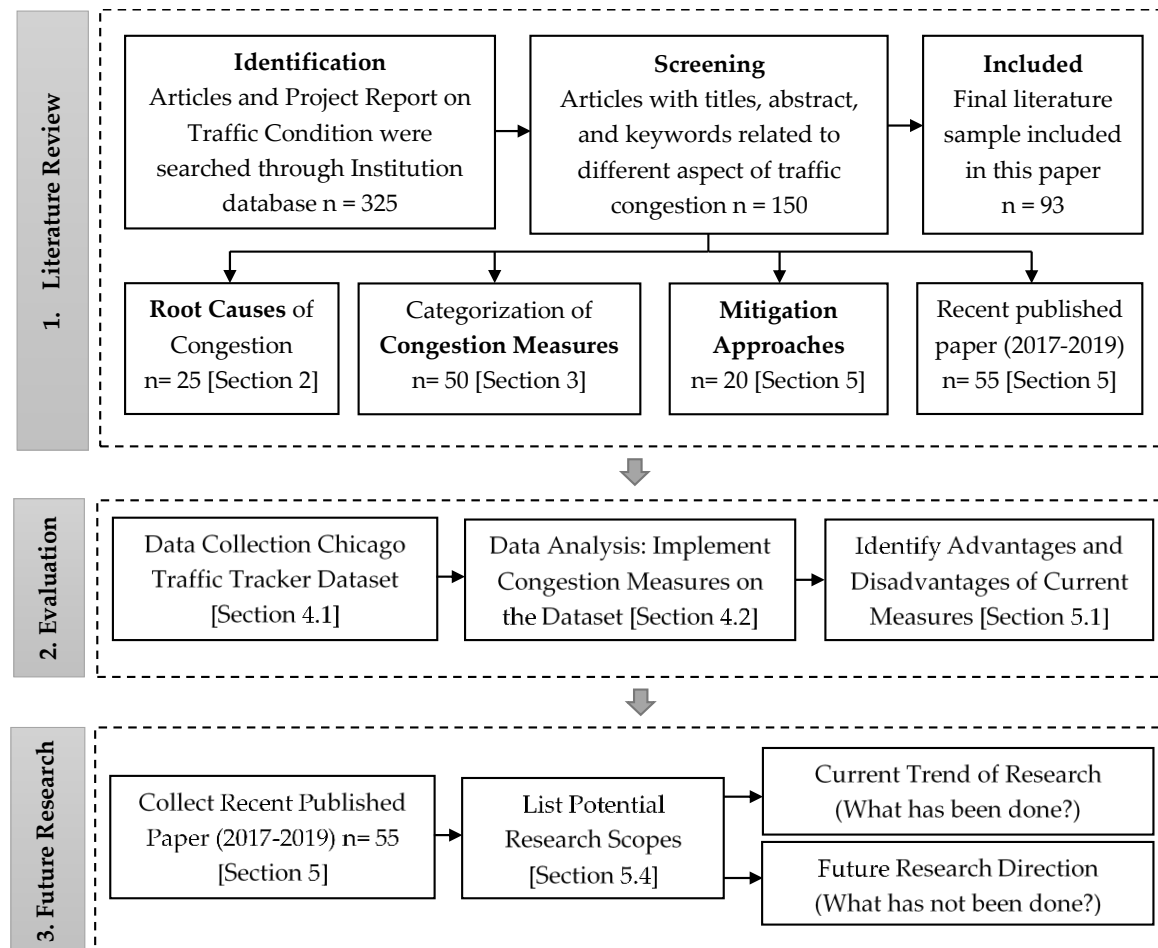 1. Literature Review
Identification
Articles and Project Report on
Traffic Condition were
searched through Institution
database n = 325
Screening
Articles with titles, abstract,
and keywords related to
different aspect of traffic
congestion n = 150
Included
Final literature
sample included
in this paper
n = 93
Root Causes of
Congestion
n= 25 [Section 2]
Categorization of
Congestion Measures
n= 50 [Section 3]
Mitigation
Approaches
n= 20 [Section 5]
Recent published
paper (2017-2019)
n= 55 [Section 5]
2. Evaluation
Data Collection Chicago
Traffic Tracker Dataset
[Section 4.1]
Data Analysis: Implement
Congestion Measures on
the Dataset [Section 4.2]
Identify Advantages and
Disadvantages of Current
Measures [Section 5.1]
3. Future Research
Collect Recent Published
Paper (2017-2019) n= 55
[Section 5]
List Potential
Research Scopes
[Section 5.4]
Current Trend of Research
(What has been done?)
Future Research Direction
(What has not been done?)